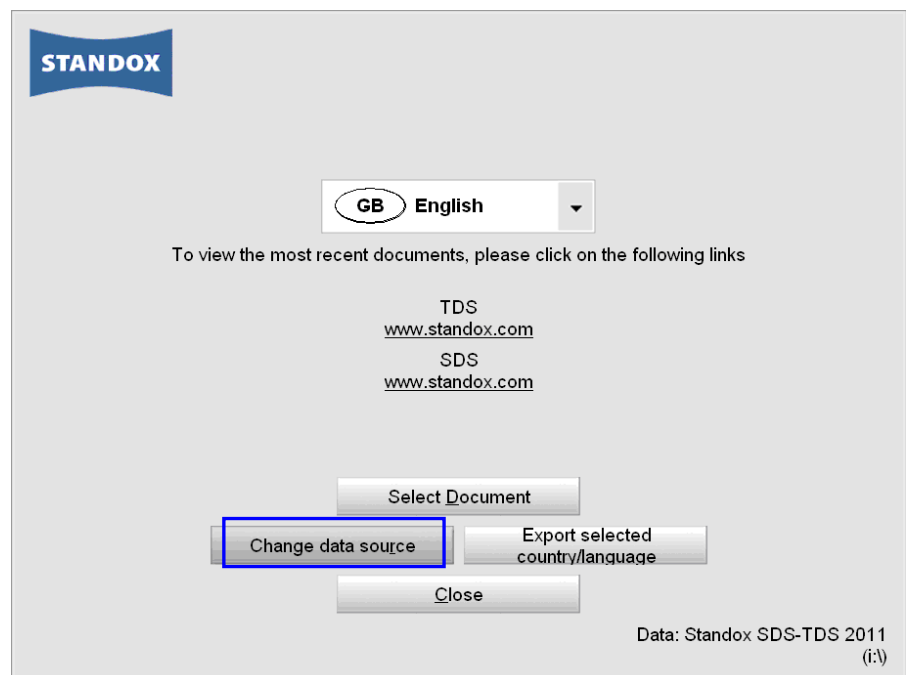 STANDOX
GB English
To view the most recent documents, please click on the following links
TDS
www.standox.com
SDS
www.standox.com
Select Document
Change data source
Export selected
country/language
Close
Data: Standox SDS-TDS 2011
(i:\)